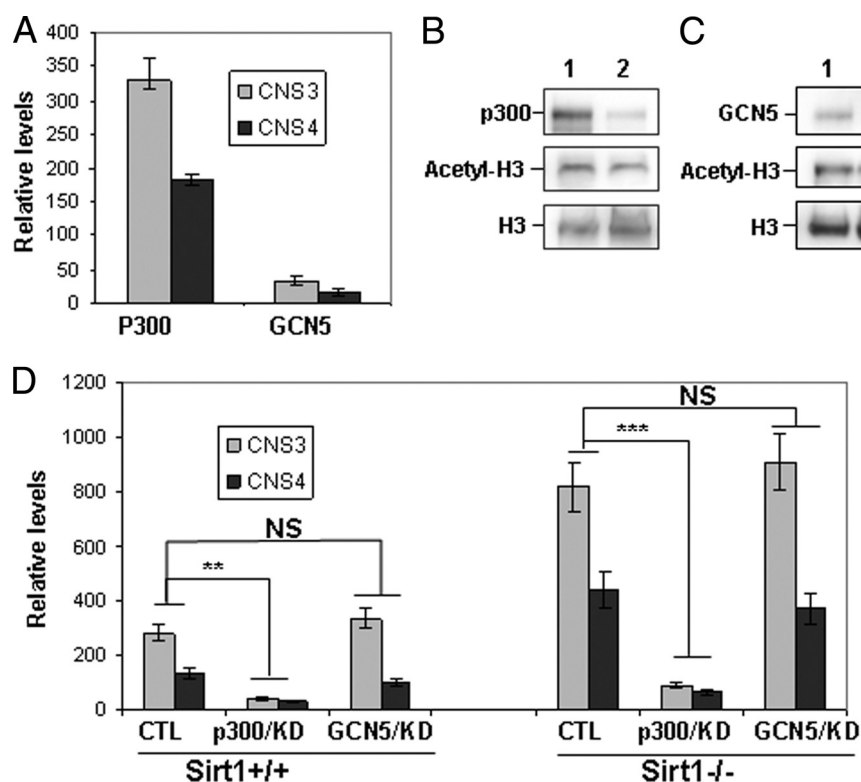 A
Relative levels
400
350
300
250
200
150
100
50
0
CNS3
CNS4
P300
GCN5
B
1 2
p300
Acetyl-H3
H3
C
1
GCN5
Acetyl-H3
H3
D
Relative levels
1200
1000
800
600
400
200
0
CNS3
CNS4
NS
**
NS
***
CTL p300/KD GCN5/KD
CTL p300/KD GCN5/KD
Sirt1+/+
Sirt1-/-